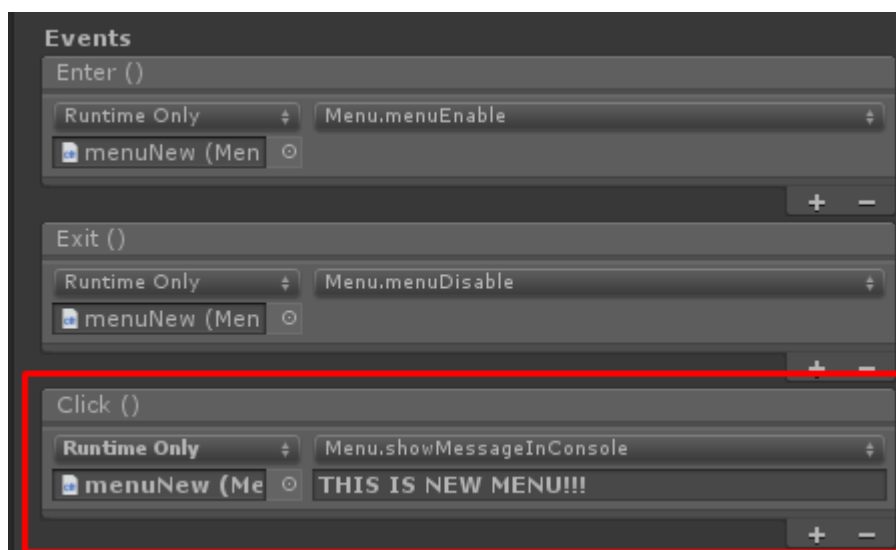 Events
Enter ()
Runtime Only Menu.menuEnable
menuNew (Men
+ −
Exit ()
Runtime Only Menu.menuDisable
menuNew (Men
+ −
Click ()
Runtime Only Menu.showMessageInConsole
menuNew (Me THIS IS NEW MENU!!!
+ −